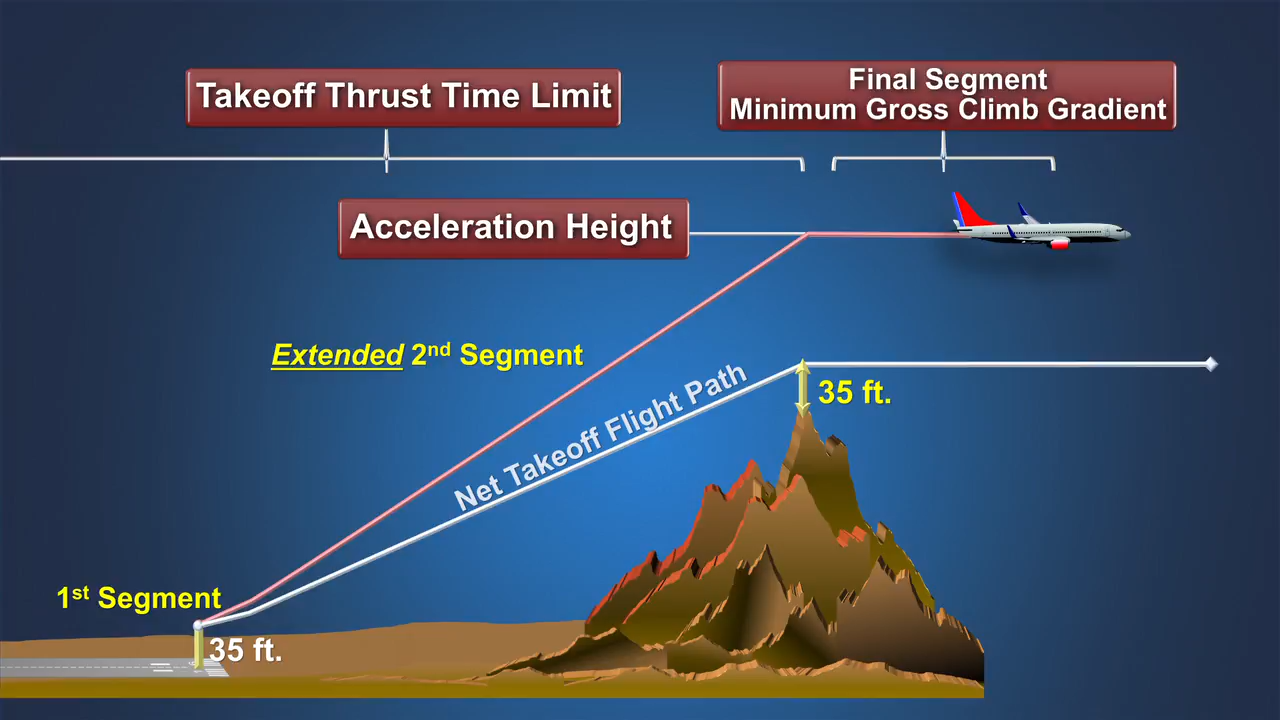 Takeoff Thrust Time Limit
Final Segment
Minimum Gross Climb Gradient
Acceleration Height
Extended 2nd Segment
Net Takeoff Flight Path
35 ft.
1st Segment
35 ft.